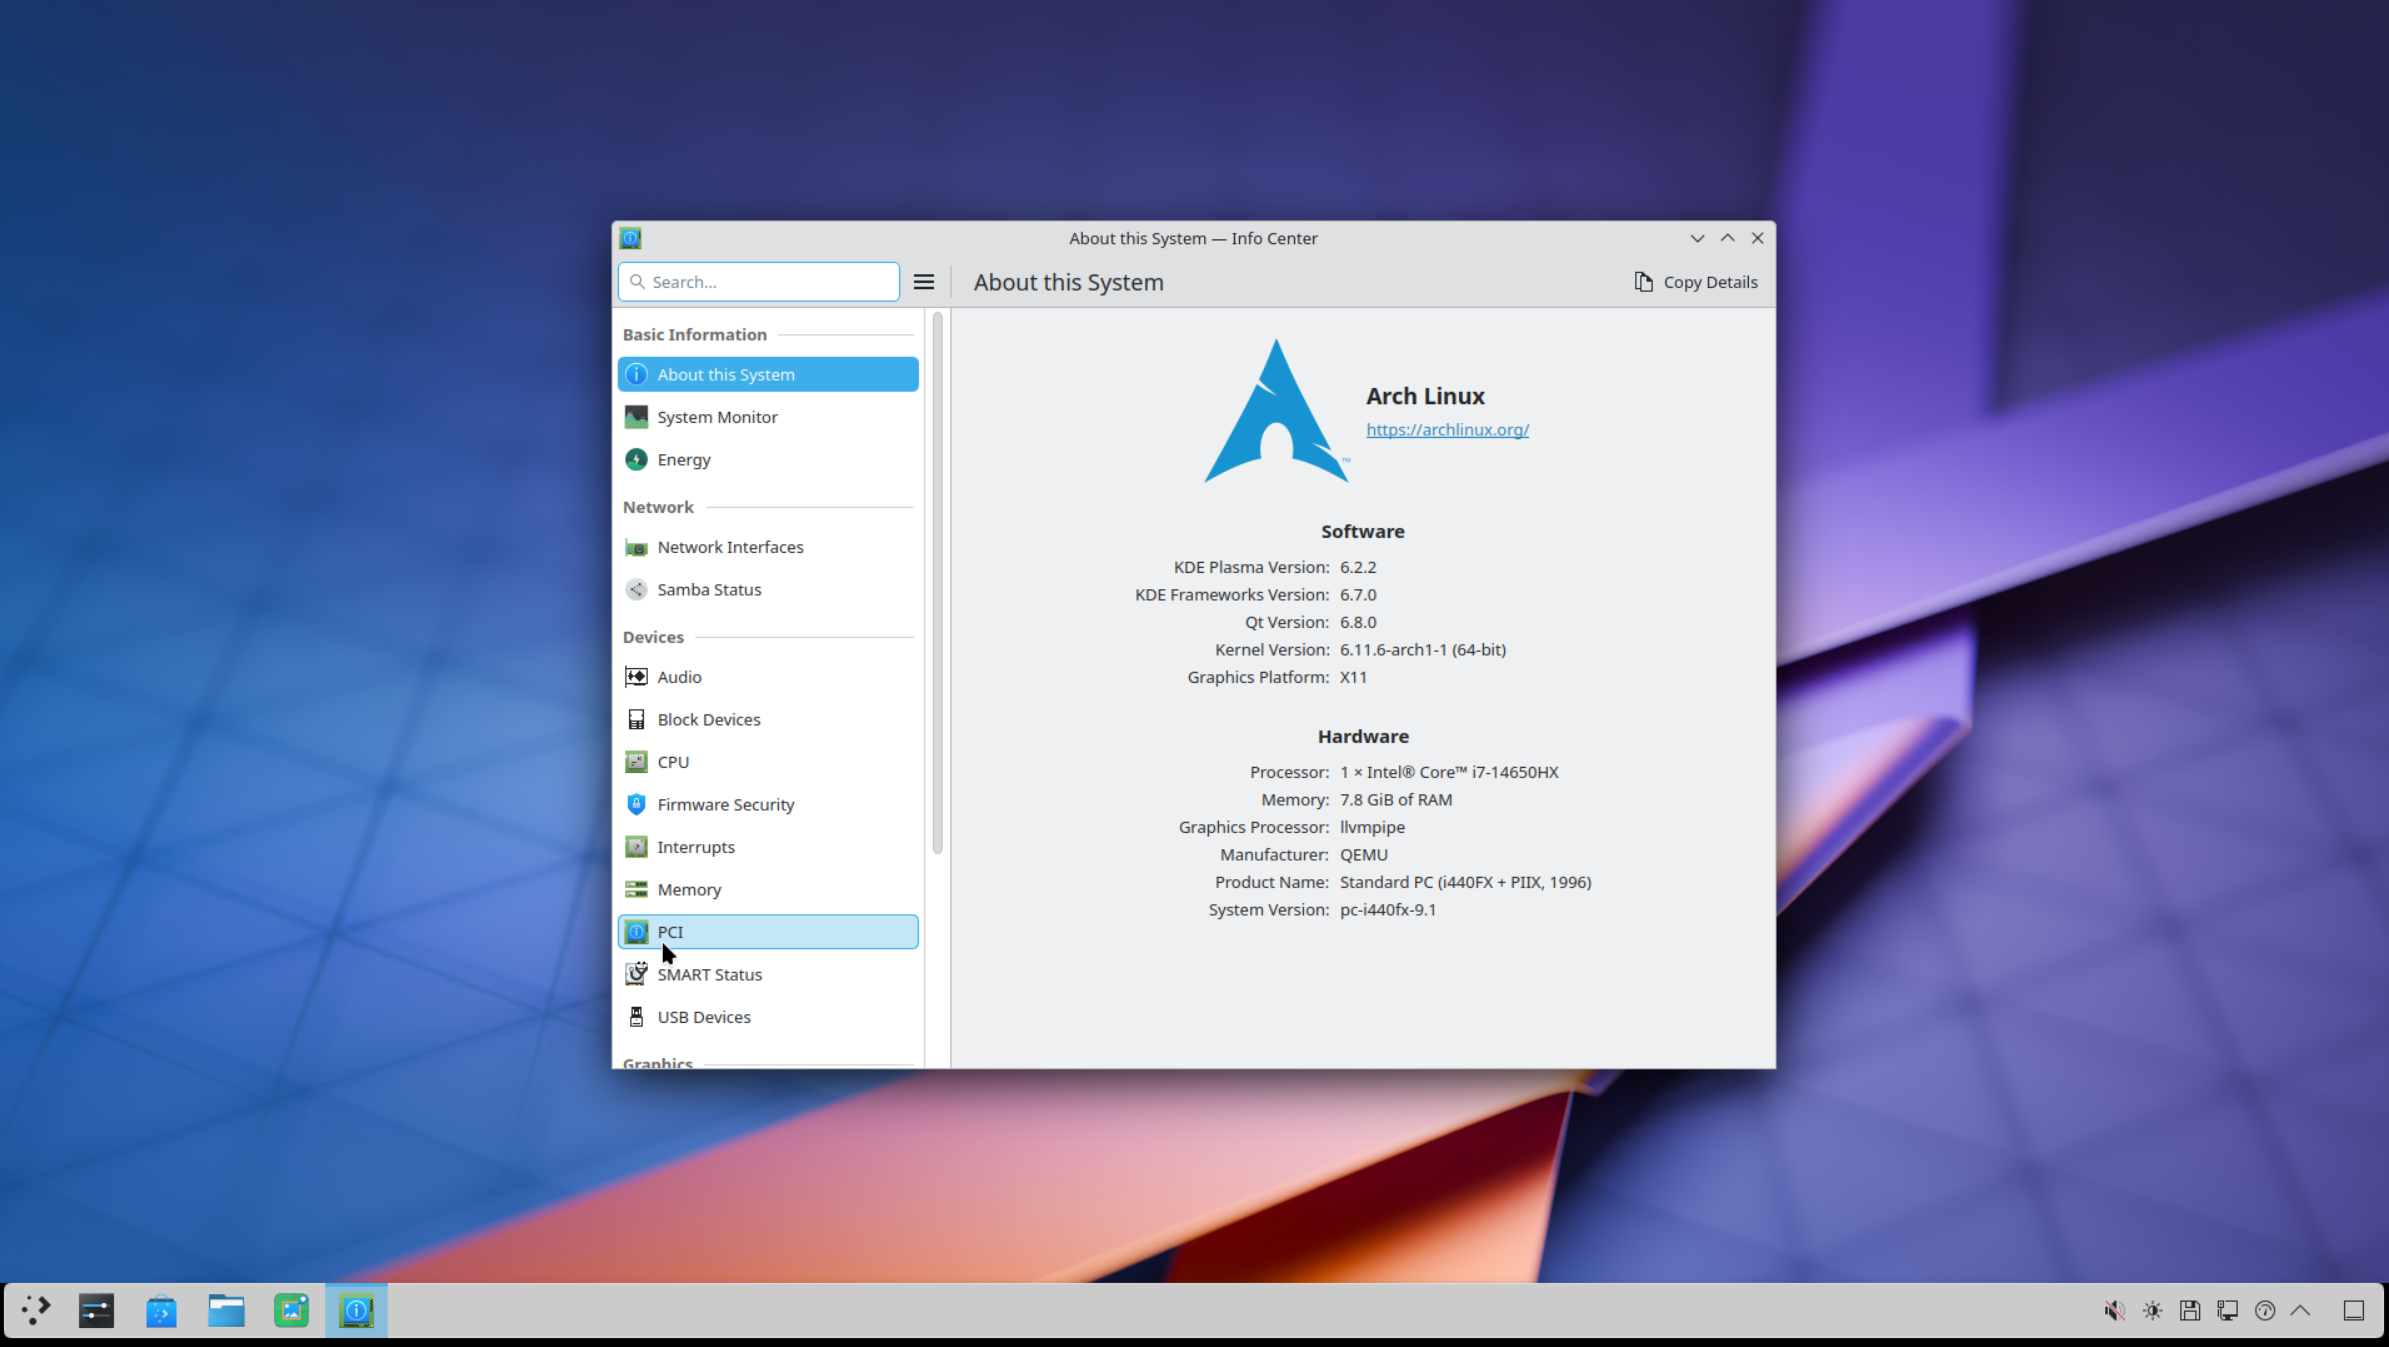 About this System — Info Center
Search...
About this System
Copy Details
Basic Information
About this System
System Monitor
Energy
Network
Network Interfaces
Samba Status
Devices
Audio
Block Devices
CPU
Firmware Security
Interrupts
Memory
PCI
SMART Status
USB Devices
Graphics
Arch Linux
https://archlinux.org/
TM
Software
KDE Plasma Version: 6.2.2
KDE Frameworks Version: 6.7.0
Qt Version: 6.8.0
Kernel Version: 6.11.6-arch1-1 (64-bit)
Graphics Platform: X11
Hardware
Processor: 1 × Intel® Core™ i7-14650HX
Memory: 7.8 GiB of RAM
Graphics Processor: llvmpipe
Manufacturer: QEMU
Product Name: Standard PC (i440FX + PIIX, 1996)
System Version: pc-i440fx-9.1